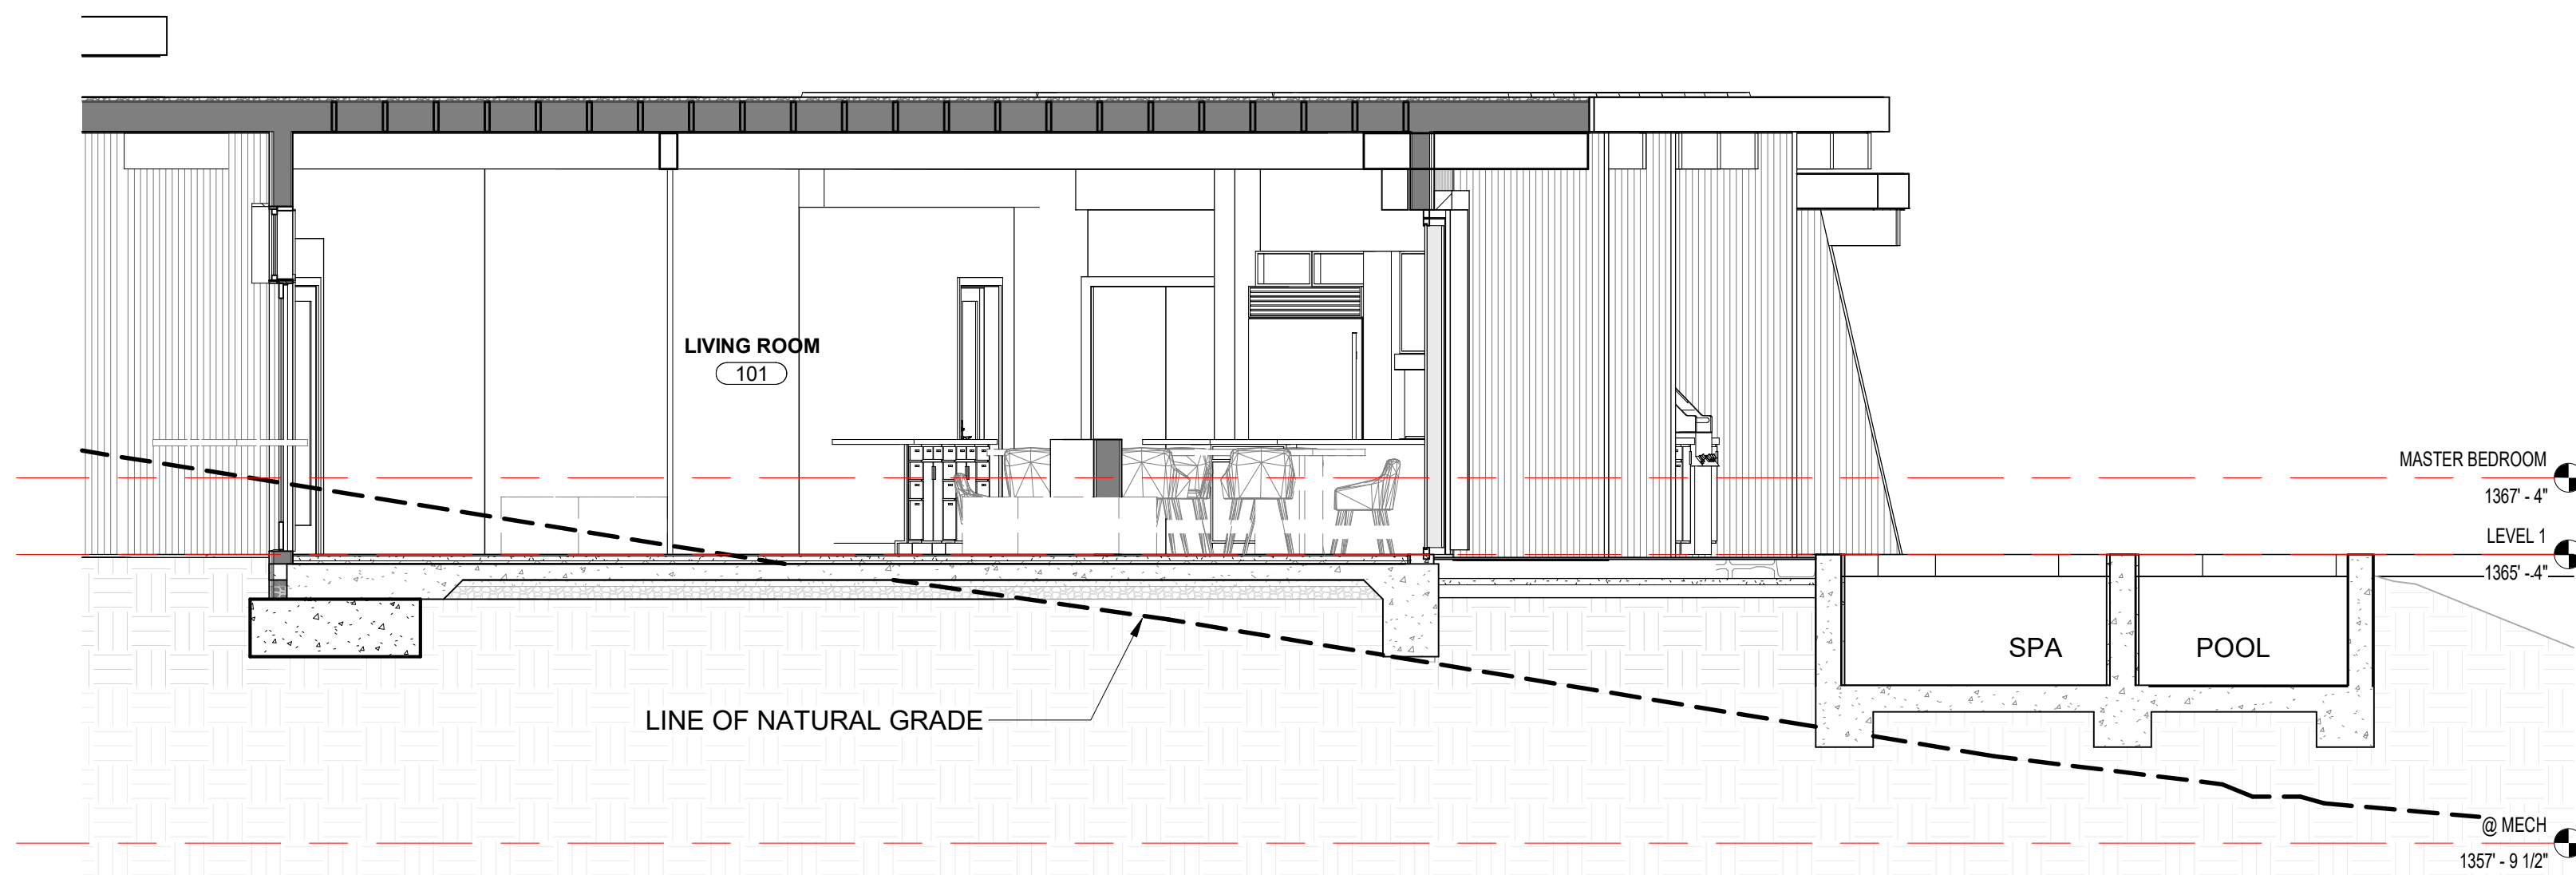 LIVING ROOM
101
MASTER BEDROOM
1367' - 4"
LEVEL 1
1365' - 4"
SPA
POOL
LINE OF NATURAL GRADE
@ MECH
1357' - 9 1/2"